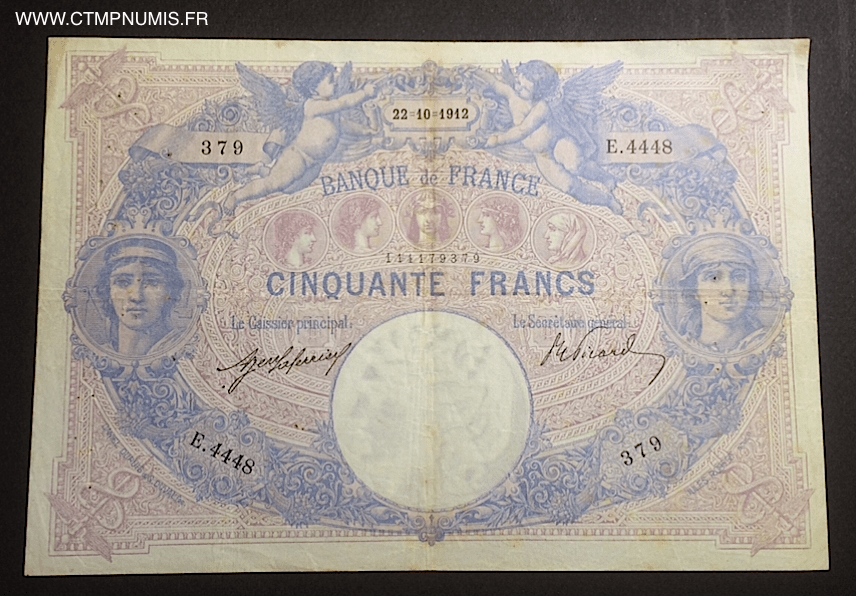 WWW.CTMPNUMIS.FR
22=10=1912
379
E.4448
BANQUE de FRANCE
111179379
CINQUANTE FRANCS
Le Caissier principal,
Le Secrétaire général,
E.4448
379